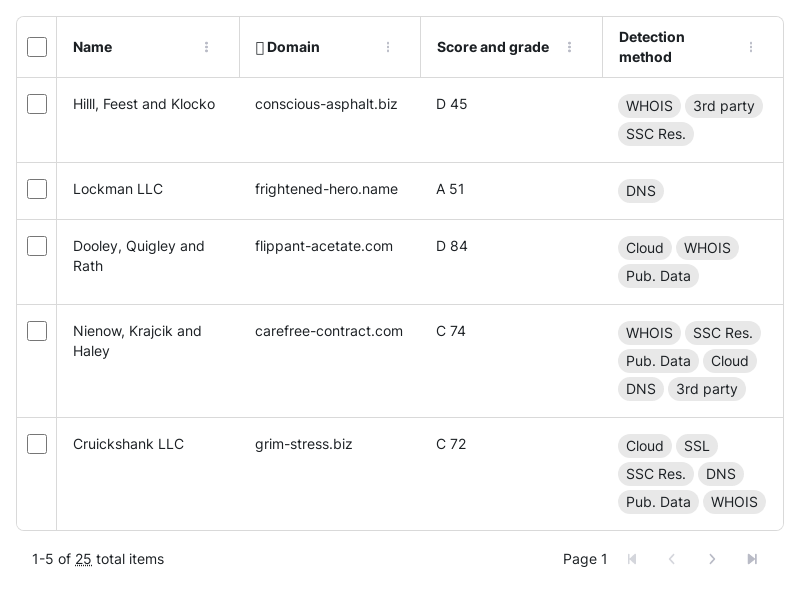 Name
Domain
Score and grade
Detection
method
Hilll, Feest and Klocko
conscious-asphalt.biz
D 45
WHOIS 3rd party
SSC Res.
Lockman LLC
frightened-hero.name
A 51
DNS
Dooley, Quigley and
Rath
flippant-acetate.com
D 84
Cloud WHOIS
Pub. Data
Nienow, Krajcik and
Haley
carefree-contract.com
C 74
WHOIS SSC Res.
Pub. Data Cloud
DNS 3rd party
Cruickshank LLC
grim-stress.biz
C 72
Cloud SSL
SSC Res. DNS
Pub. Data WHOIS
1-5 of 25 total items
Page 1